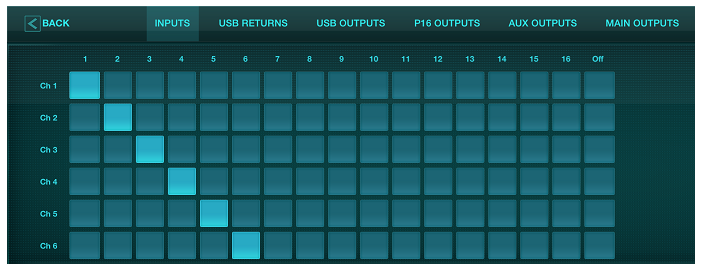 BACK INPUTS USB RETURNS USB OUTPUTS P16 OUTPUTS AUX OUTPUTS MAIN OUTPUTS
1 2 3 4 5 6 7 8 9 10 11 12 13 14 15 16 Off
Ch 1
Ch 2
Ch 3
Ch 4
Ch 5
Ch 6